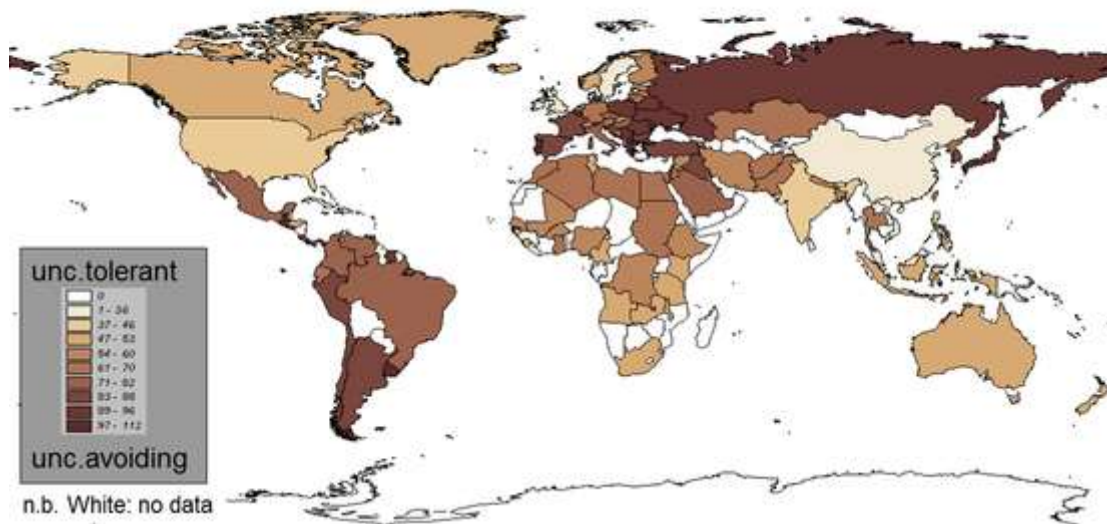 unc.tolerant
0
1 - 36
37 - 46
47 - 53
54 - 60
61 - 70
71 - 82
83 - 88
89 - 96
97 - 112
unc.avoiding
n.b. White: no data